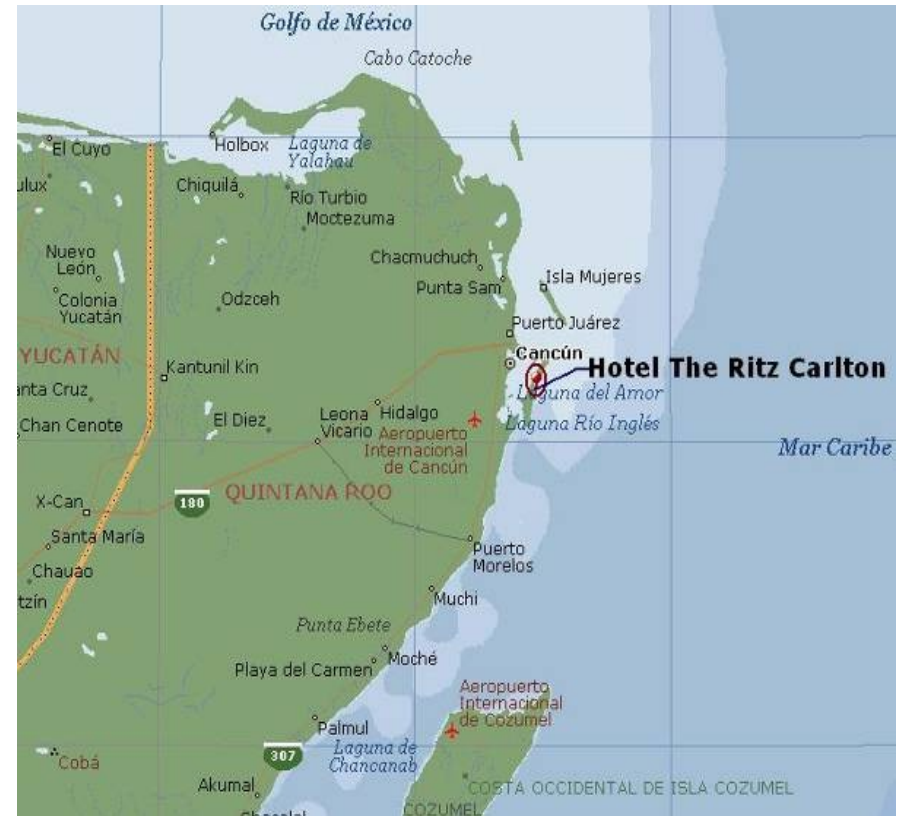 Golfo de México
Cabo Catoche
El Cuyo
Holbox
Laguna de
Yalahau
ulux
Chiquilá
Río Turbio
Moctezuma
Nuevo
León
Chacmuchuch
Punta Sam
Isla Mujeres
Colonia
Yucatán
Odzceh
Puerto Juárez
YUCATÁN
Cancún
Kantunil Kin
Hotel The Ritz Carlton
anta Cruz
Laguna del Amor
Chan Cenote
El Diez
Leona
Vicario
Hidalgo
Laguna Río Inglés
Aeropuerto
Internacional
de Cancún
Mar Caribe
QUINTANA ROO
X-Can
180
Santa María
Puerto
Morelos
Chauao
tzín
Muchi
Punta Ebete
Moché
Playa del Carmen
Aeropuerto
Internacional
de Cozumel
Palmul
Laguna de
Chancanab
307
Cobá
Akumal
COSTA OCCIDENTAL DE ISLA COZUMEL
COZUMEL